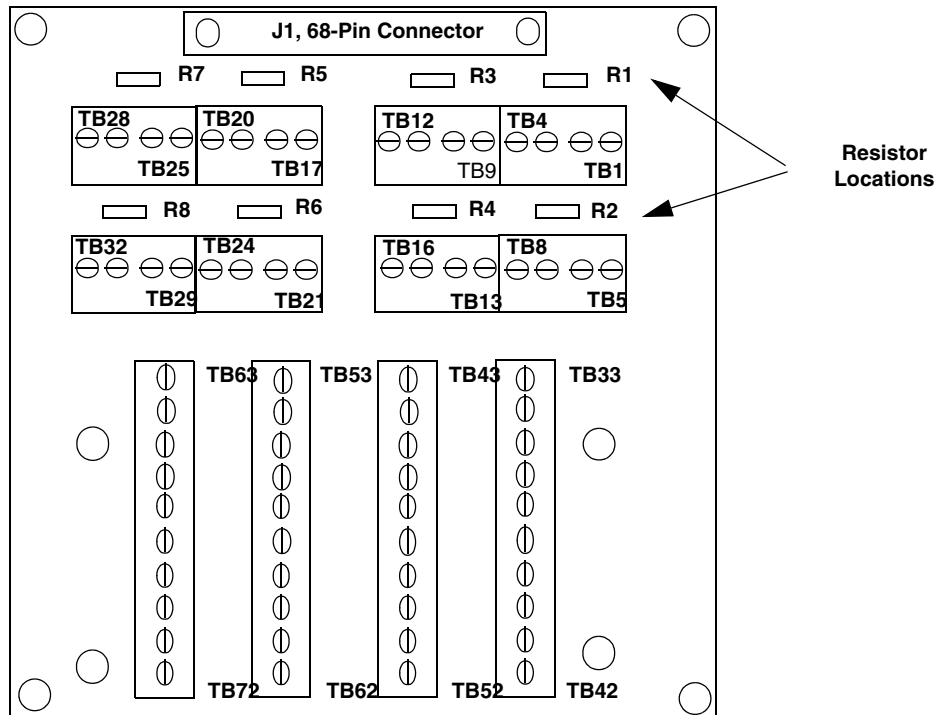 J1, 68-Pin Connector
R7 R5 R3 R1
TB28 TB20 TB12 TB4
TB25 TB17 TB9 TB1
Resistor
Locations
R8 R6 R4 R2
TB32 TB24 TB16 TB8
TB29 TB21 TB13 TB5
TB63 TB53 TB43 TB33
TB72 TB62 TB52 TB42